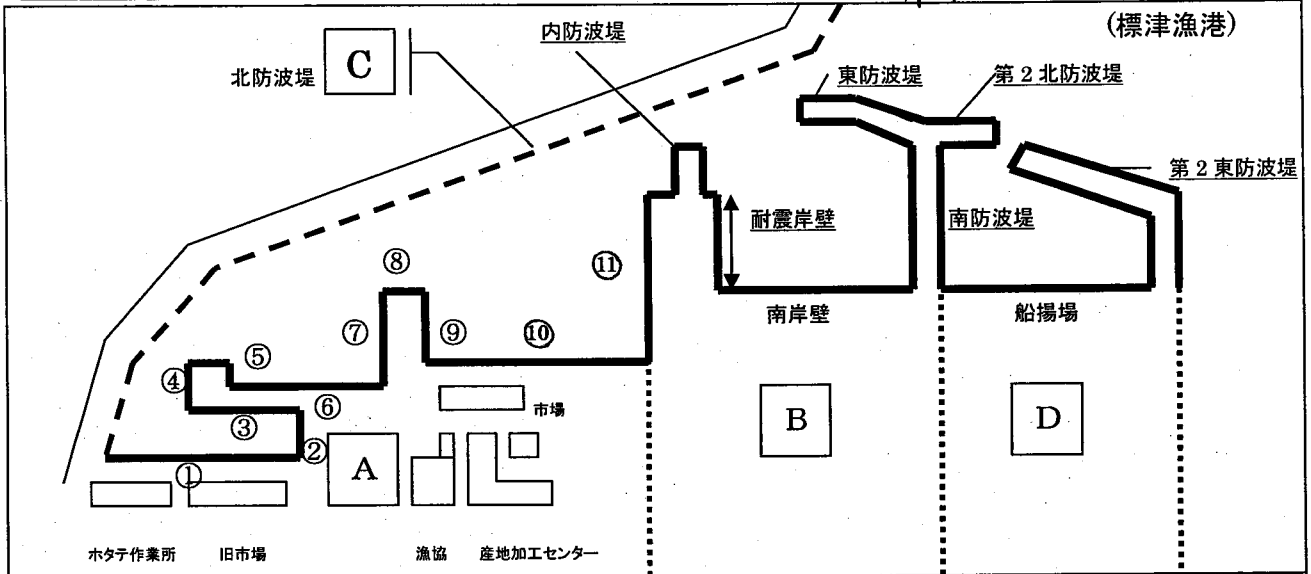 (標津漁港)
内防波堤
北防波堤
C
東防波堤
第2北防波堤
第2東防波堤
耐震岸壁
南防波堤
⑧
⑪
南岸壁
船揚場
⑦
⑨
⑩
⑤
④
⑥
市場
③
②
A
B
D
①
ホタテ作業所
旧市場
漁協
産地加工センター